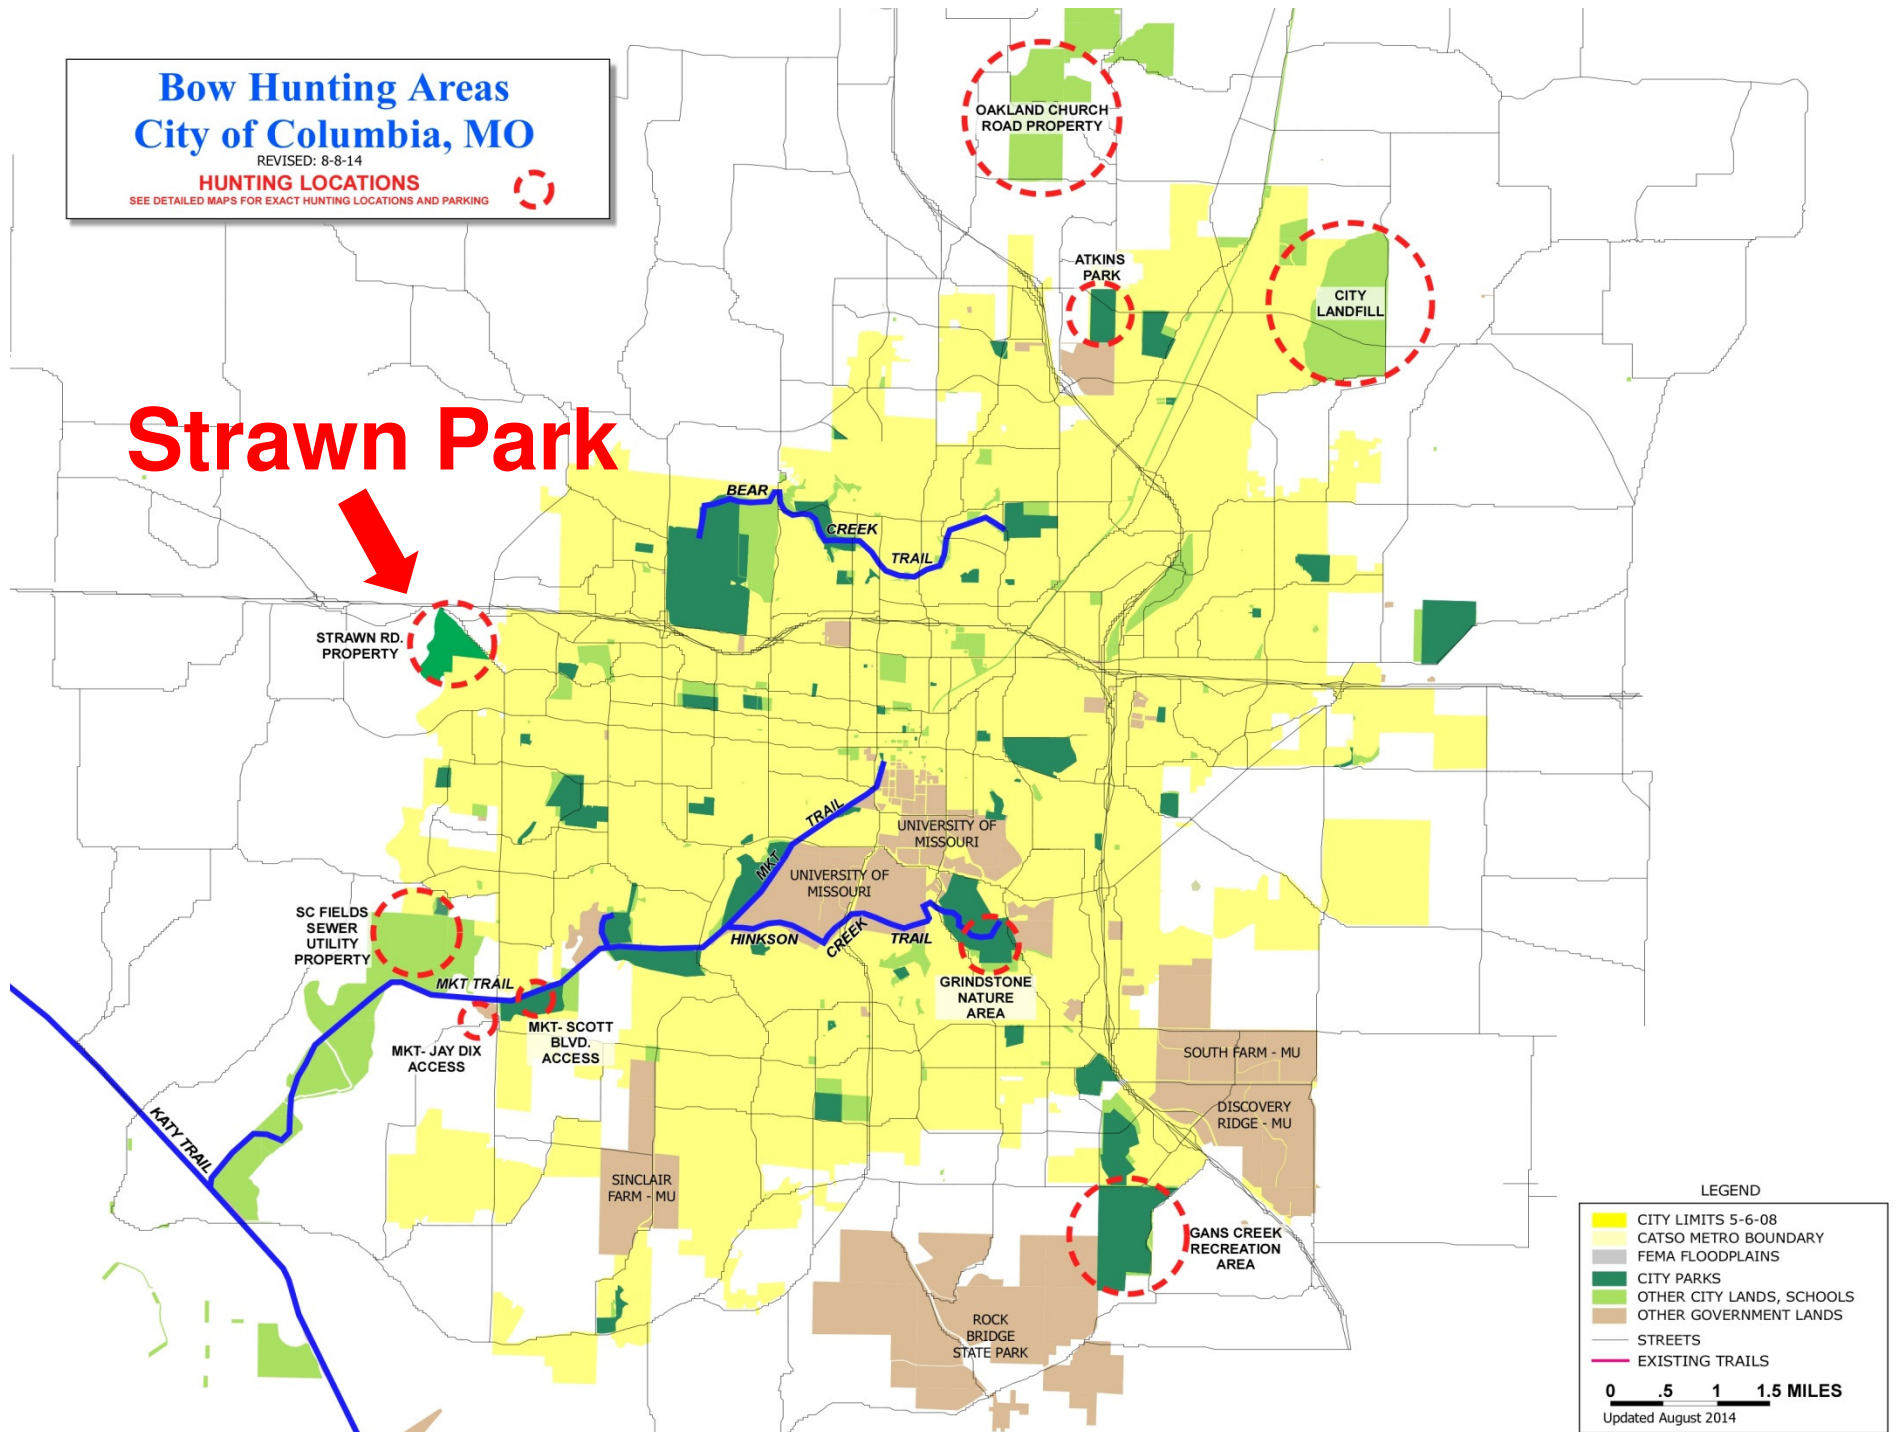 Bow Hunting Areas
City of Columbia, MO
REVISED: 8-8-14
HUNTING LOCATIONS
SEE DETAILED MAPS FOR EXACT HUNTING LOCATIONS AND PARKING
OAKLAND CHURCH
ROAD PROPERTY
ATKINS
PARK
CITY
LANDFILL
Strawn Park
BEAR
CREEK
TRAIL
STRAWN RD.
PROPERTY
TRAIL
MKT
UNIVERSITY OF
MISSOURI
UNIVERSITY OF
MISSOURI
SC FIELDS
SEWER
UTILITY
PROPERTY
HINKSON
CREEK
TRAIL
MKT TRAIL
GRINDSTONE
NATURE
AREA
MKT- SCOTT
BLVD.
ACCESS
MKT- JAY DIX
ACCESS
SOUTH FARM - MU
DISCOVERY
RIDGE - MU
KATY TRAIL
SINCLAIR
FARM - MU
GANS CREEK
RECREATION
AREA
ROCK
BRIDGE
STATE PARK
LEGEND
CITY LIMITS 5-6-08
CATSO METRO BOUNDARY
FEMA FLOODPLAINS
CITY PARKS
OTHER CITY LANDS, SCHOOLS
OTHER GOVERNMENT LANDS
STREETS
EXISTING TRAILS
0 .5 1 1.5 MILES
Updated August 2014